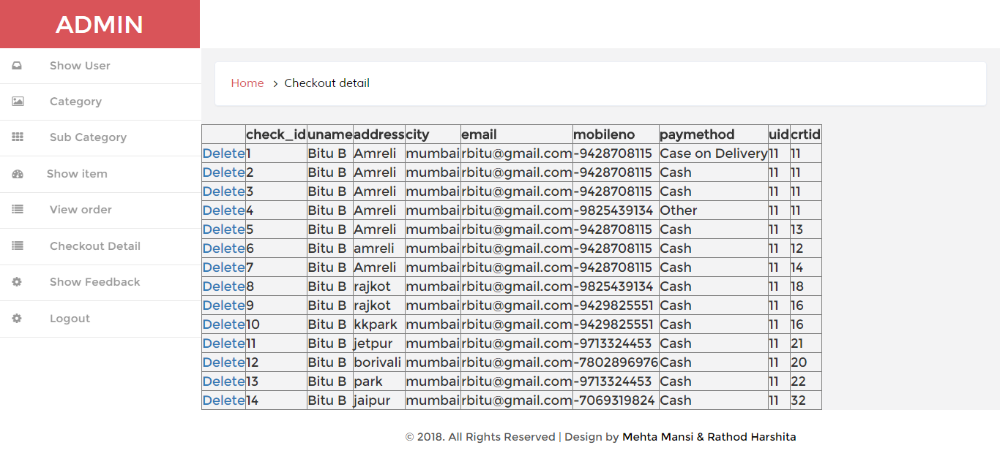 ADMIN
Show User
Category
Sub Category
Show item
View order
Checkout Detail
Show Feedback
Logout
Home > Checkout detail
check_id uname address city email mobileno paymethod uid crtid
Delete 1 Bitu B Amreli mumbai rbitu@gmail.com -9428708115 Case on Delivery 11 11
Delete 2 Bitu B Amreli mumbai rbitu@gmail.com -9428708115 Cash 11 11
Delete 3 Bitu B Amreli mumbai rbitu@gmail.com -9428708115 Cash 11 11
Delete 4 Bitu B Amreli mumbai rbitu@gmail.com -9825439134 Other 11 11
Delete 5 Bitu B Amreli mumbai rbitu@gmail.com -9428708115 Cash 11 13
Delete 6 Bitu B amreli mumbai rbitu@gmail.com -9428708115 Cash 11 12
Delete 7 Bitu B Amreli mumbai rbitu@gmail.com -9428708115 Cash 11 14
Delete 8 Bitu B rajkot mumbai rbitu@gmail.com -9825439134 Cash 11 18
Delete 9 Bitu B rajkot mumbai rbitu@gmail.com -9429825551 Cash 11 16
Delete 10 Bitu B kkpark mumbai rbitu@gmail.com -9429825551 Cash 11 16
Delete 11 Bitu B jetpur mumbai rbitu@gmail.com -9713324453 Cash 11 21
Delete 12 Bitu B borivali mumbai rbitu@gmail.com -7802896976 Cash 11 20
Delete 13 Bitu B park mumbai rbitu@gmail.com -9713324453 Cash 11 22
Delete 14 Bitu B jaipur mumbai rbitu@gmail.com -7069319824 Cash 11 32
© 2018. All Rights Reserved | Design by Mehta Mansi & Rathod Harshita